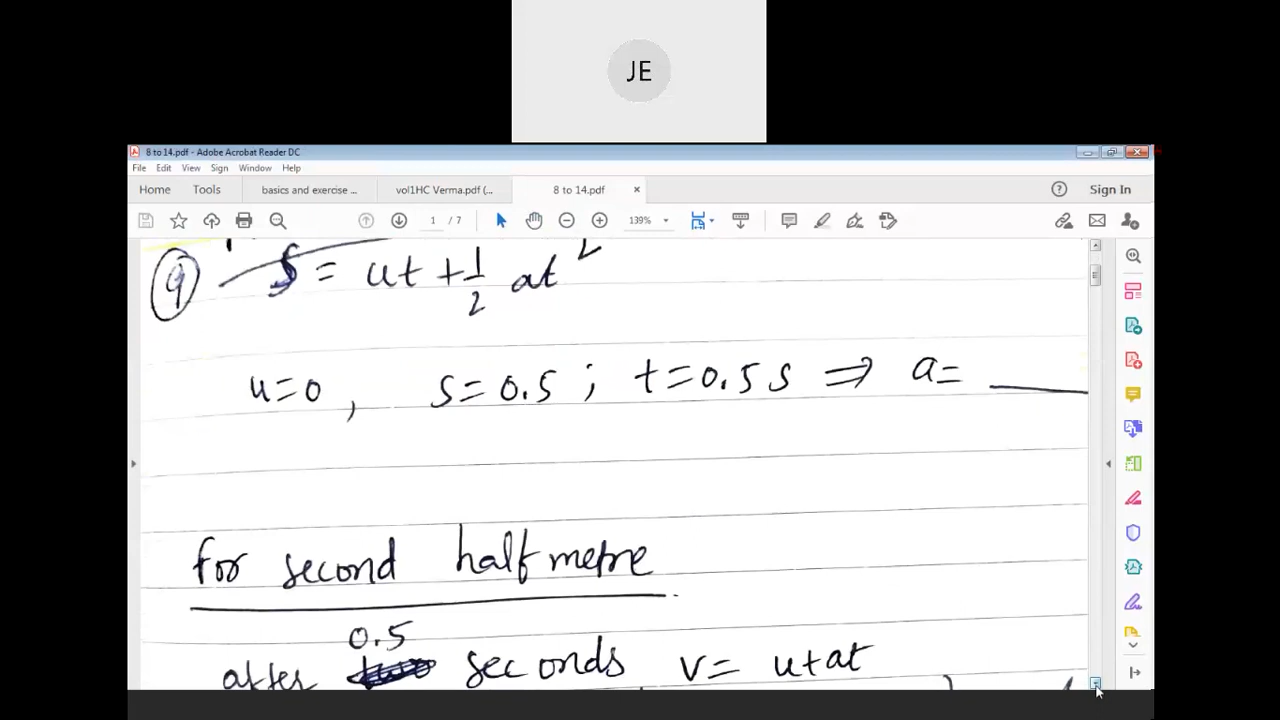 JE
8 to 14.pdf - Adobe Acrobat Reader DC
File Edit View Sign Window Help
Home Tools basics and exercise ... vol1HC Verma.pdf (... 8 to 14.pdf × Sign In
1 / 7 139%
9 S = ut + 1/2 at²
u=0 , S=0.5 ; t=0.5 s ⇒ a= __
for second half metre
0.5
after seconds v= u+at